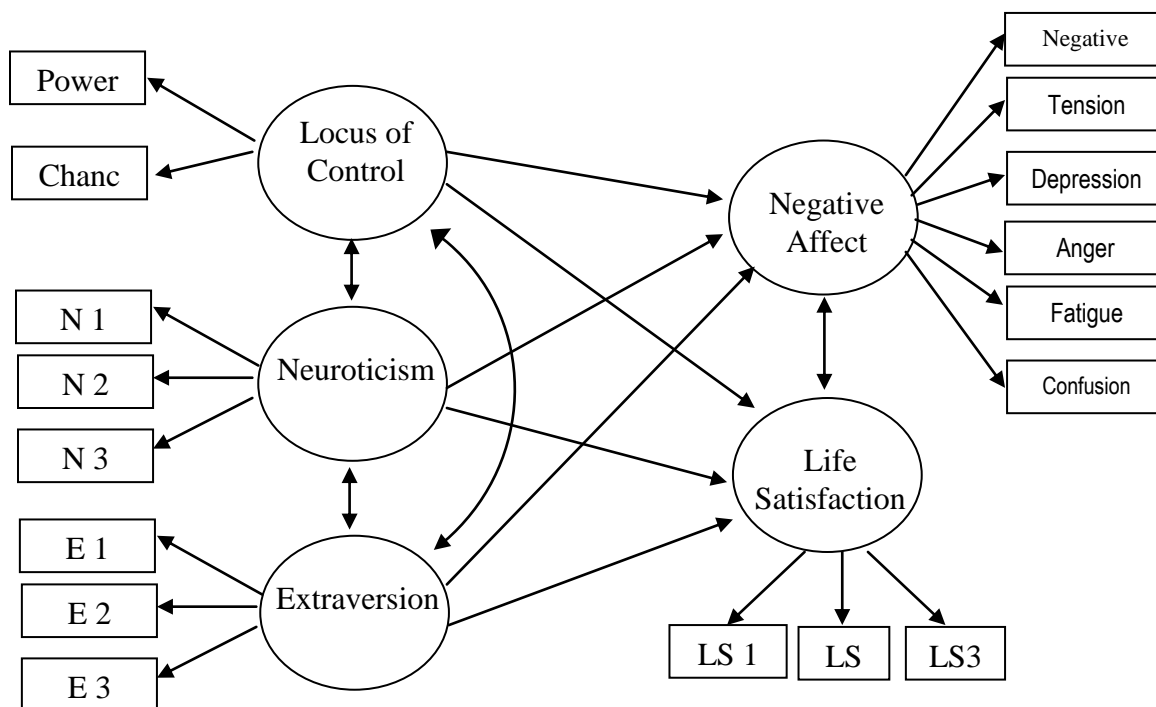 Power
Chanc
Locus of
Control
N 1
N 2
N 3
Neuroticism
E 1
E 2
E 3
Extraversion
Negative
Affect
Negative
Tension
Depression
Anger
Fatigue
Confusion
Life
Satisfaction
LS 1
LS
LS3